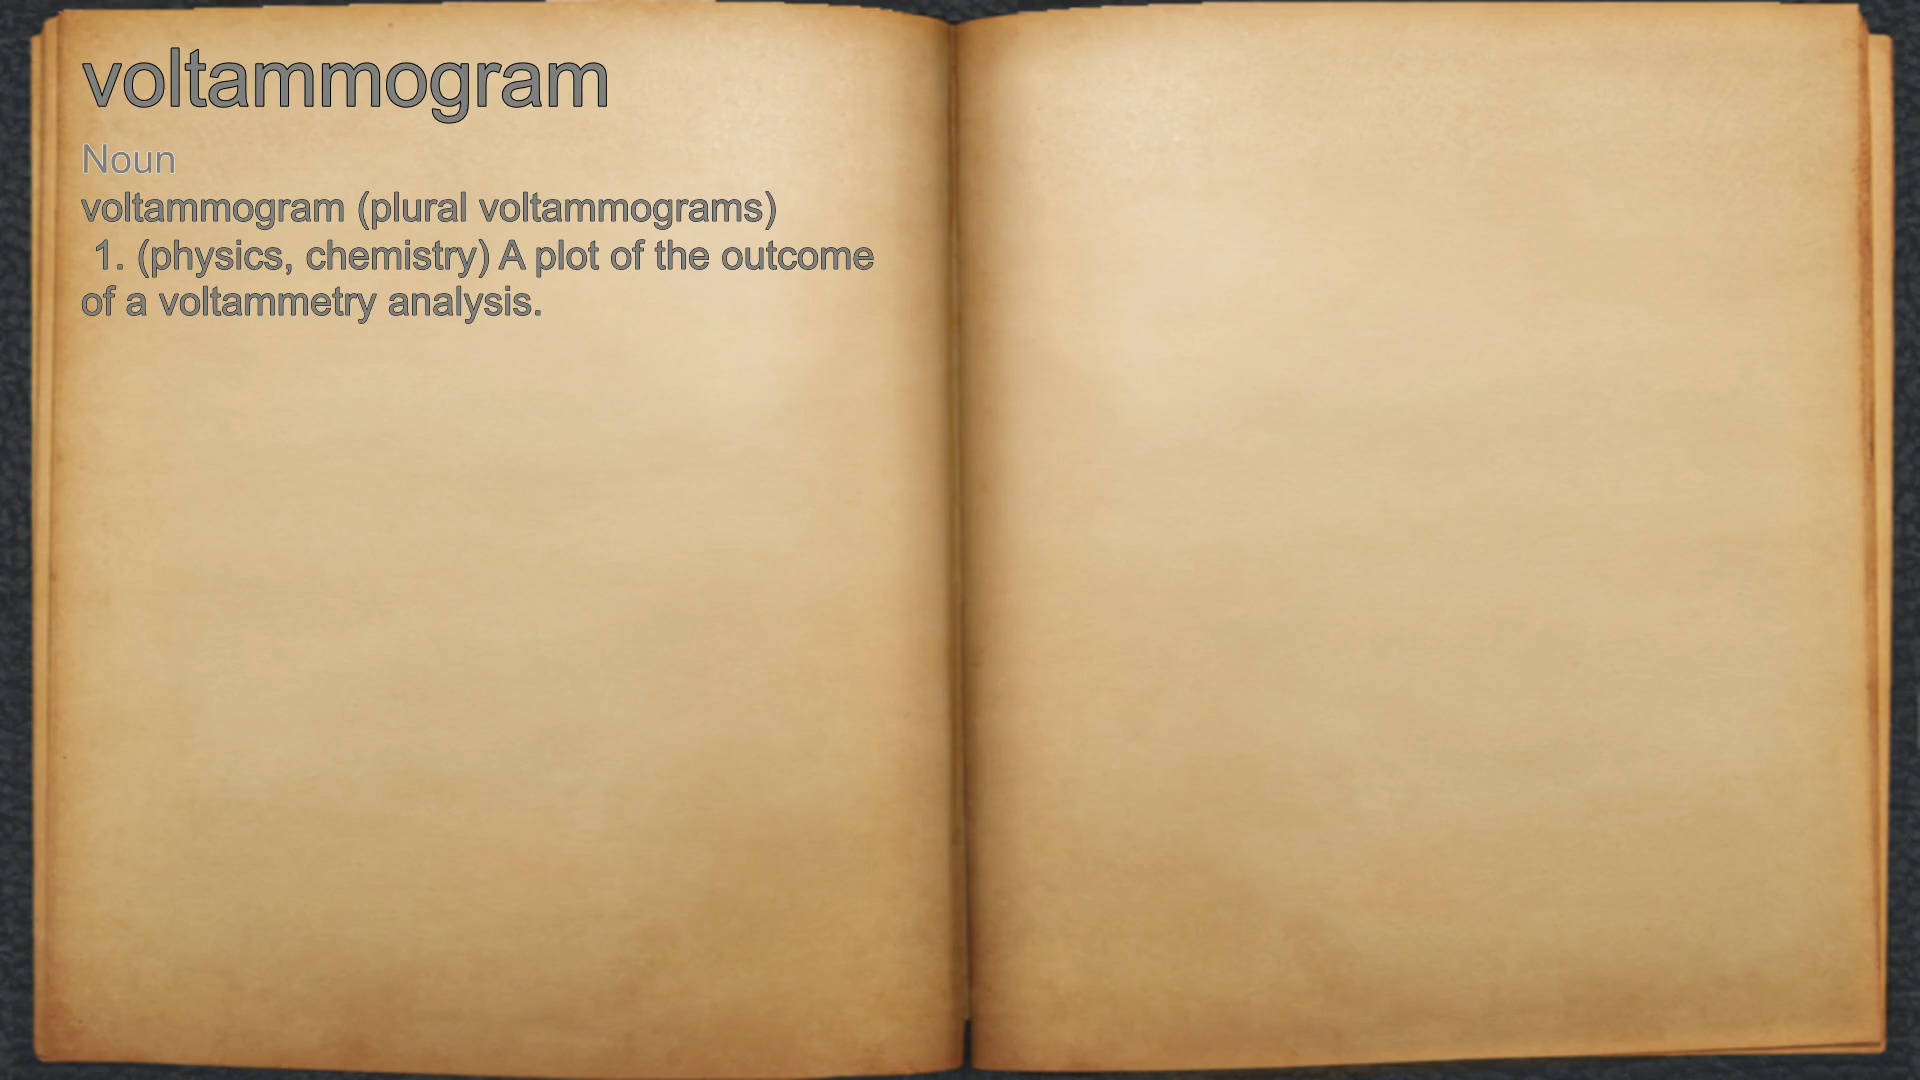 voltammogram
Noun
voltammogram (plural voltammograms)
1. (physics, chemistry) A plot of the outcome
of a voltammetry analysis.